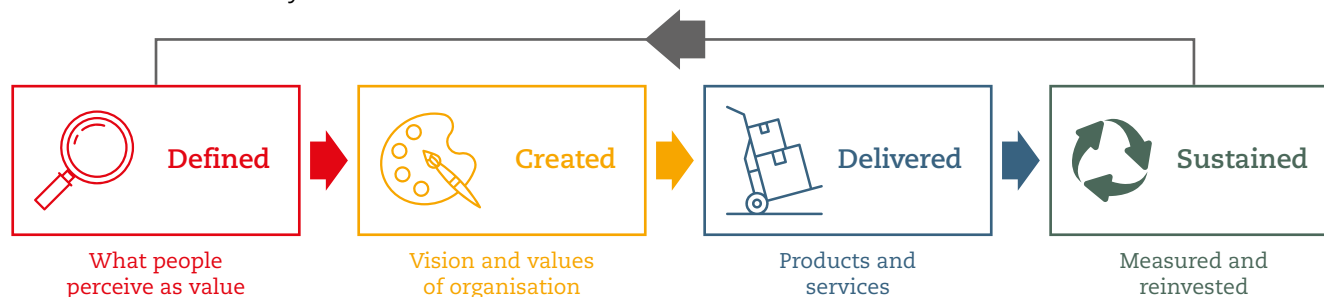 Defined
Created
Delivered
Sustained
What people
perceive as value
Vision and values
of organisation
Products and
services
Measured and
reinvested